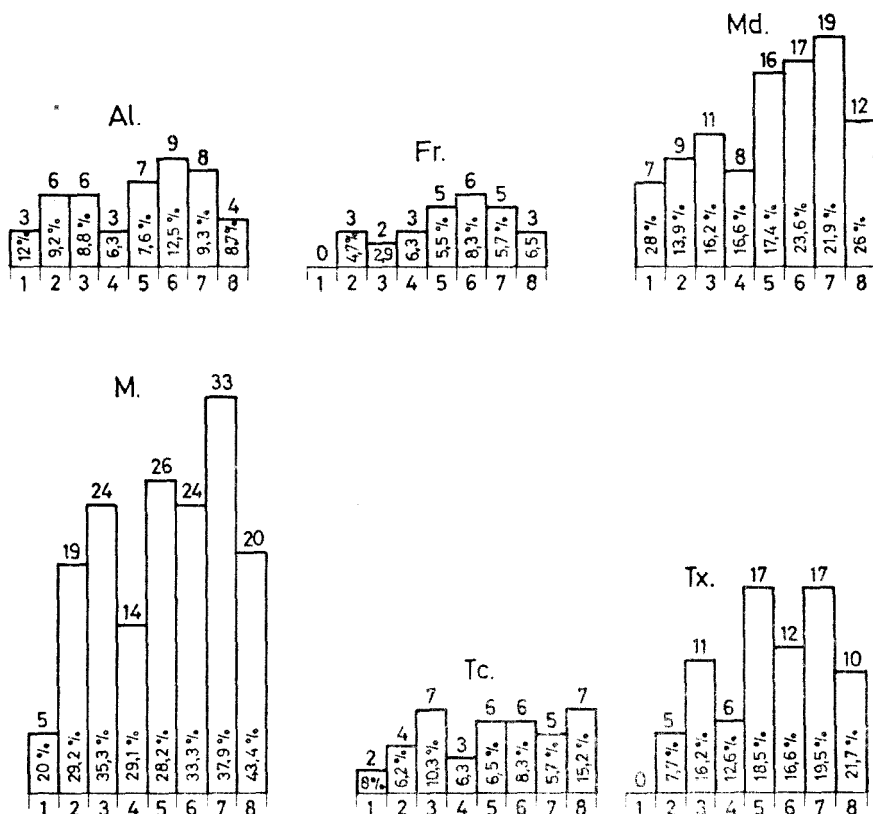 Al.
3 6 6 3 7 9 8 4
12% 9,2 % 8,8 % 6,3 7,6 % 12,5 % 9,3 % 8,7%
1 2 3 4 5 6 7 8
Fr.
0 3 2 3 5 6 5 3
4,7% 2,9 6,3 5,5 % 8,3 % 5,7 % 6,5
1 2 3 4 5 6 7 8
Md.
7 9 11 8 16 17 19 12
28 % 13,9 % 16,2 % 16,6 % 17,4 % 23,6 % 21,9 % 26 %
1 2 3 4 5 6 7 8
M.
5 19 24 14 26 24 33 20
20 % 29,2 % 35,3 % 29,1 % 28,2 % 33,3 % 37,9 % 43,4 %
1 2 3 4 5 6 7 8
Tc.
2 4 7 3 6 6 5 7
8% 6,2 % 10,3 % 6,3 6,5 % 8,3 % 5,7 % 15,2 %
1 2 3 4 5 6 7 8
Tx.
0 5 11 6 17 12 17 10
7,7 % 16,2 % 12,6 % 18,5 % 16,6 % 19,5 % 21,7 %
1 2 3 4 5 6 7 8